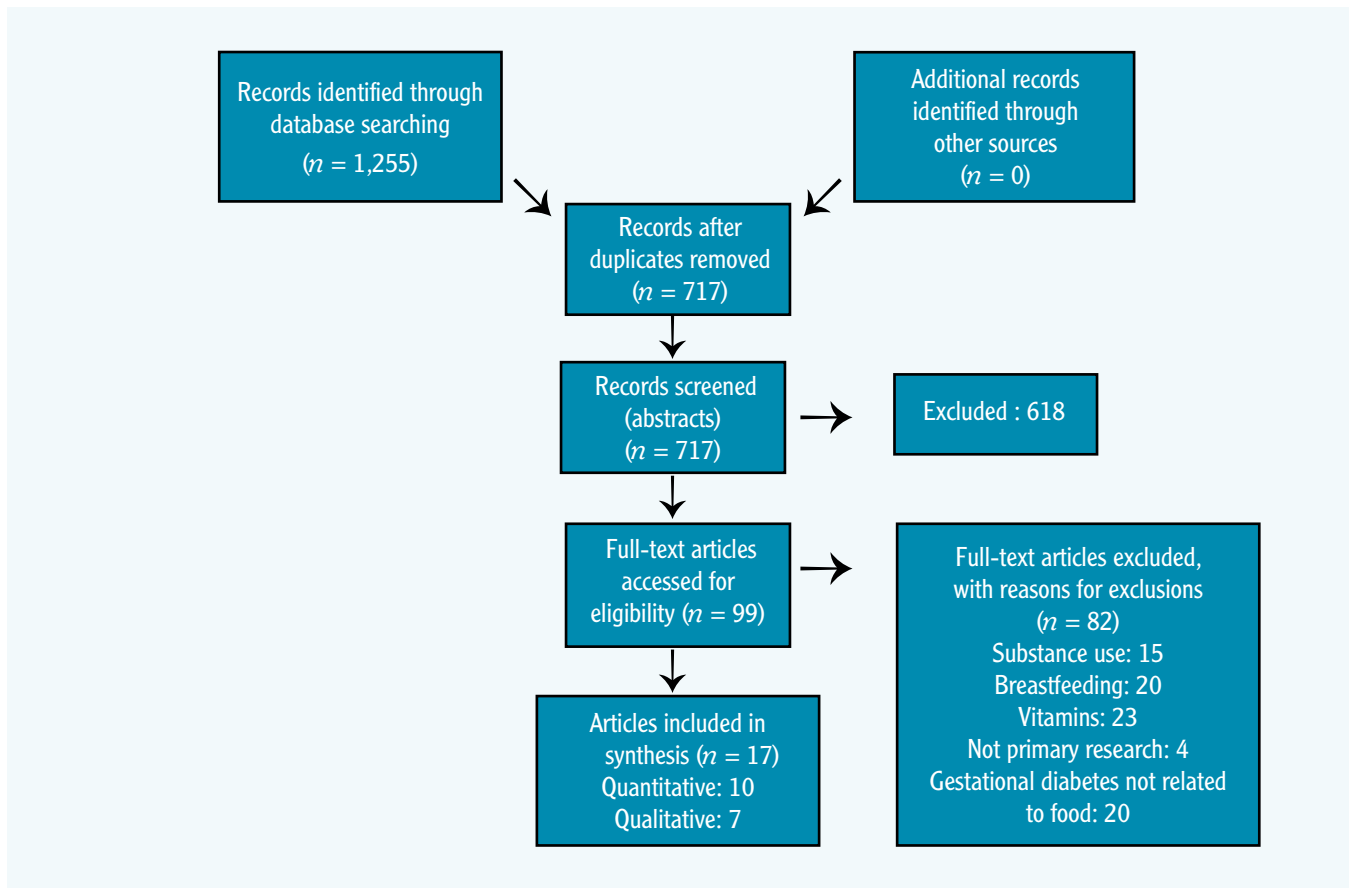 Records identified through
database searching
(n = 1,255)
Additional records
identified through
other sources
(n = 0)
Records after
duplicates removed
(n = 717)
Records screened
(abstracts)
(n = 717)
Excluded : 618
Full-text articles
accessed for
eligibility (n = 99)
Full-text articles excluded,
with reasons for exclusions
(n = 82)
Substance use: 15
Breastfeeding: 20
Vitamins: 23
Not primary research: 4
Gestational diabetes not related
to food: 20
Articles included in
synthesis (n = 17)
Quantitative: 10
Qualitative: 7